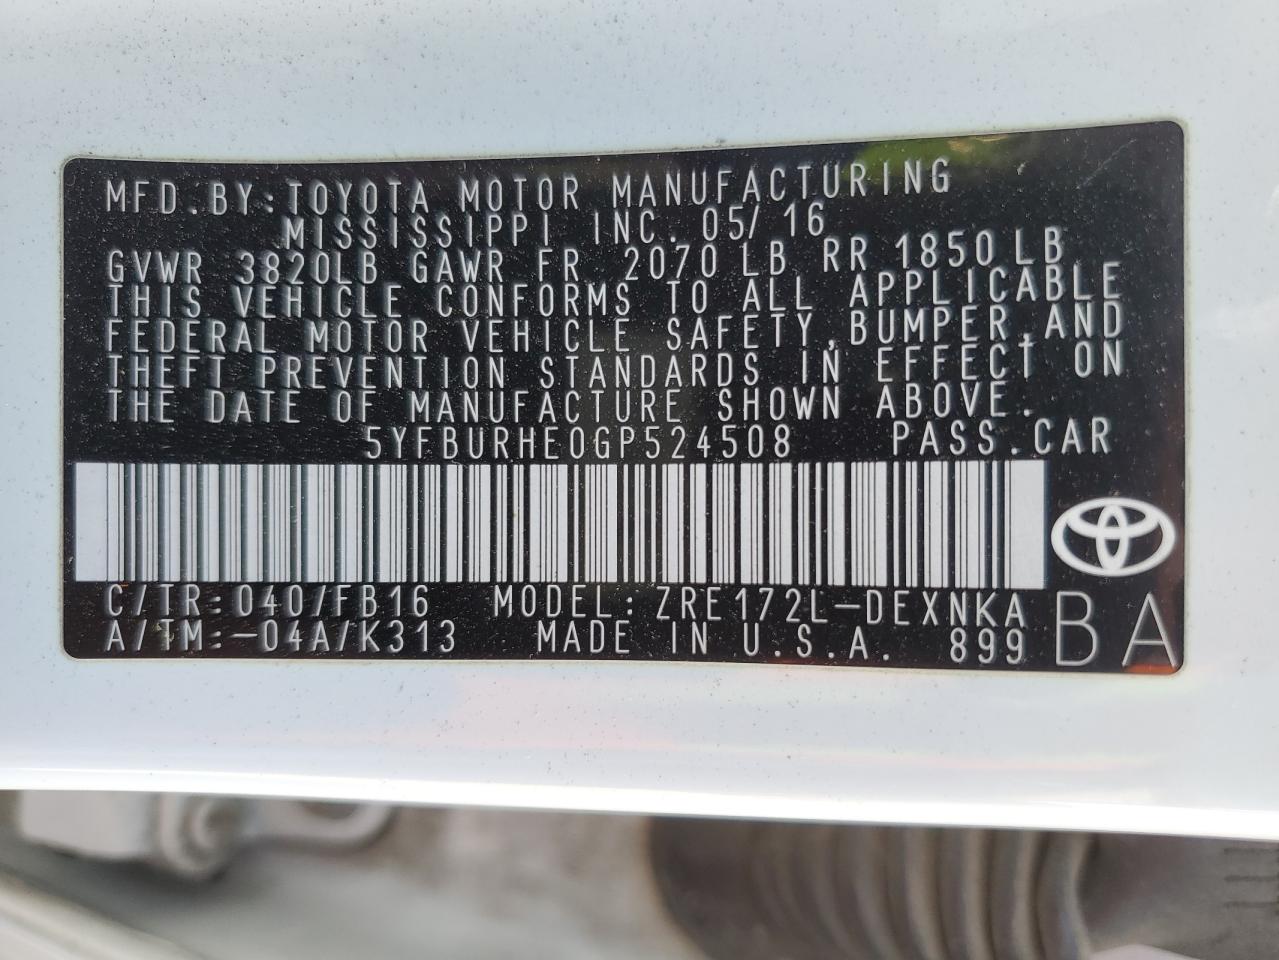 MFD.BY:TOYOTA MOTOR MANUFACTURING
MISSISSIPPI INC. 05/16
GVWR 3820LB GAWR FR 2070 LB RR 1850 LB
THIS VEHICLE CONFORMS TO ALL APPLICABLE
FEDERAL MOTOR VEHICLE SAFETY,BUMPER,AND
THEFT PREVENTION STANDARDS IN EFFECT ON
THE DATE OF MANUFACTURE SHOWN ABOVE.
5YFBURHE0GP524508 PASS.CAR
C/TR:040/FB16 MODEL:ZRE172L-DEXNKA
A/TM:-04A/K313 MADE IN U.S.A. 899
BA